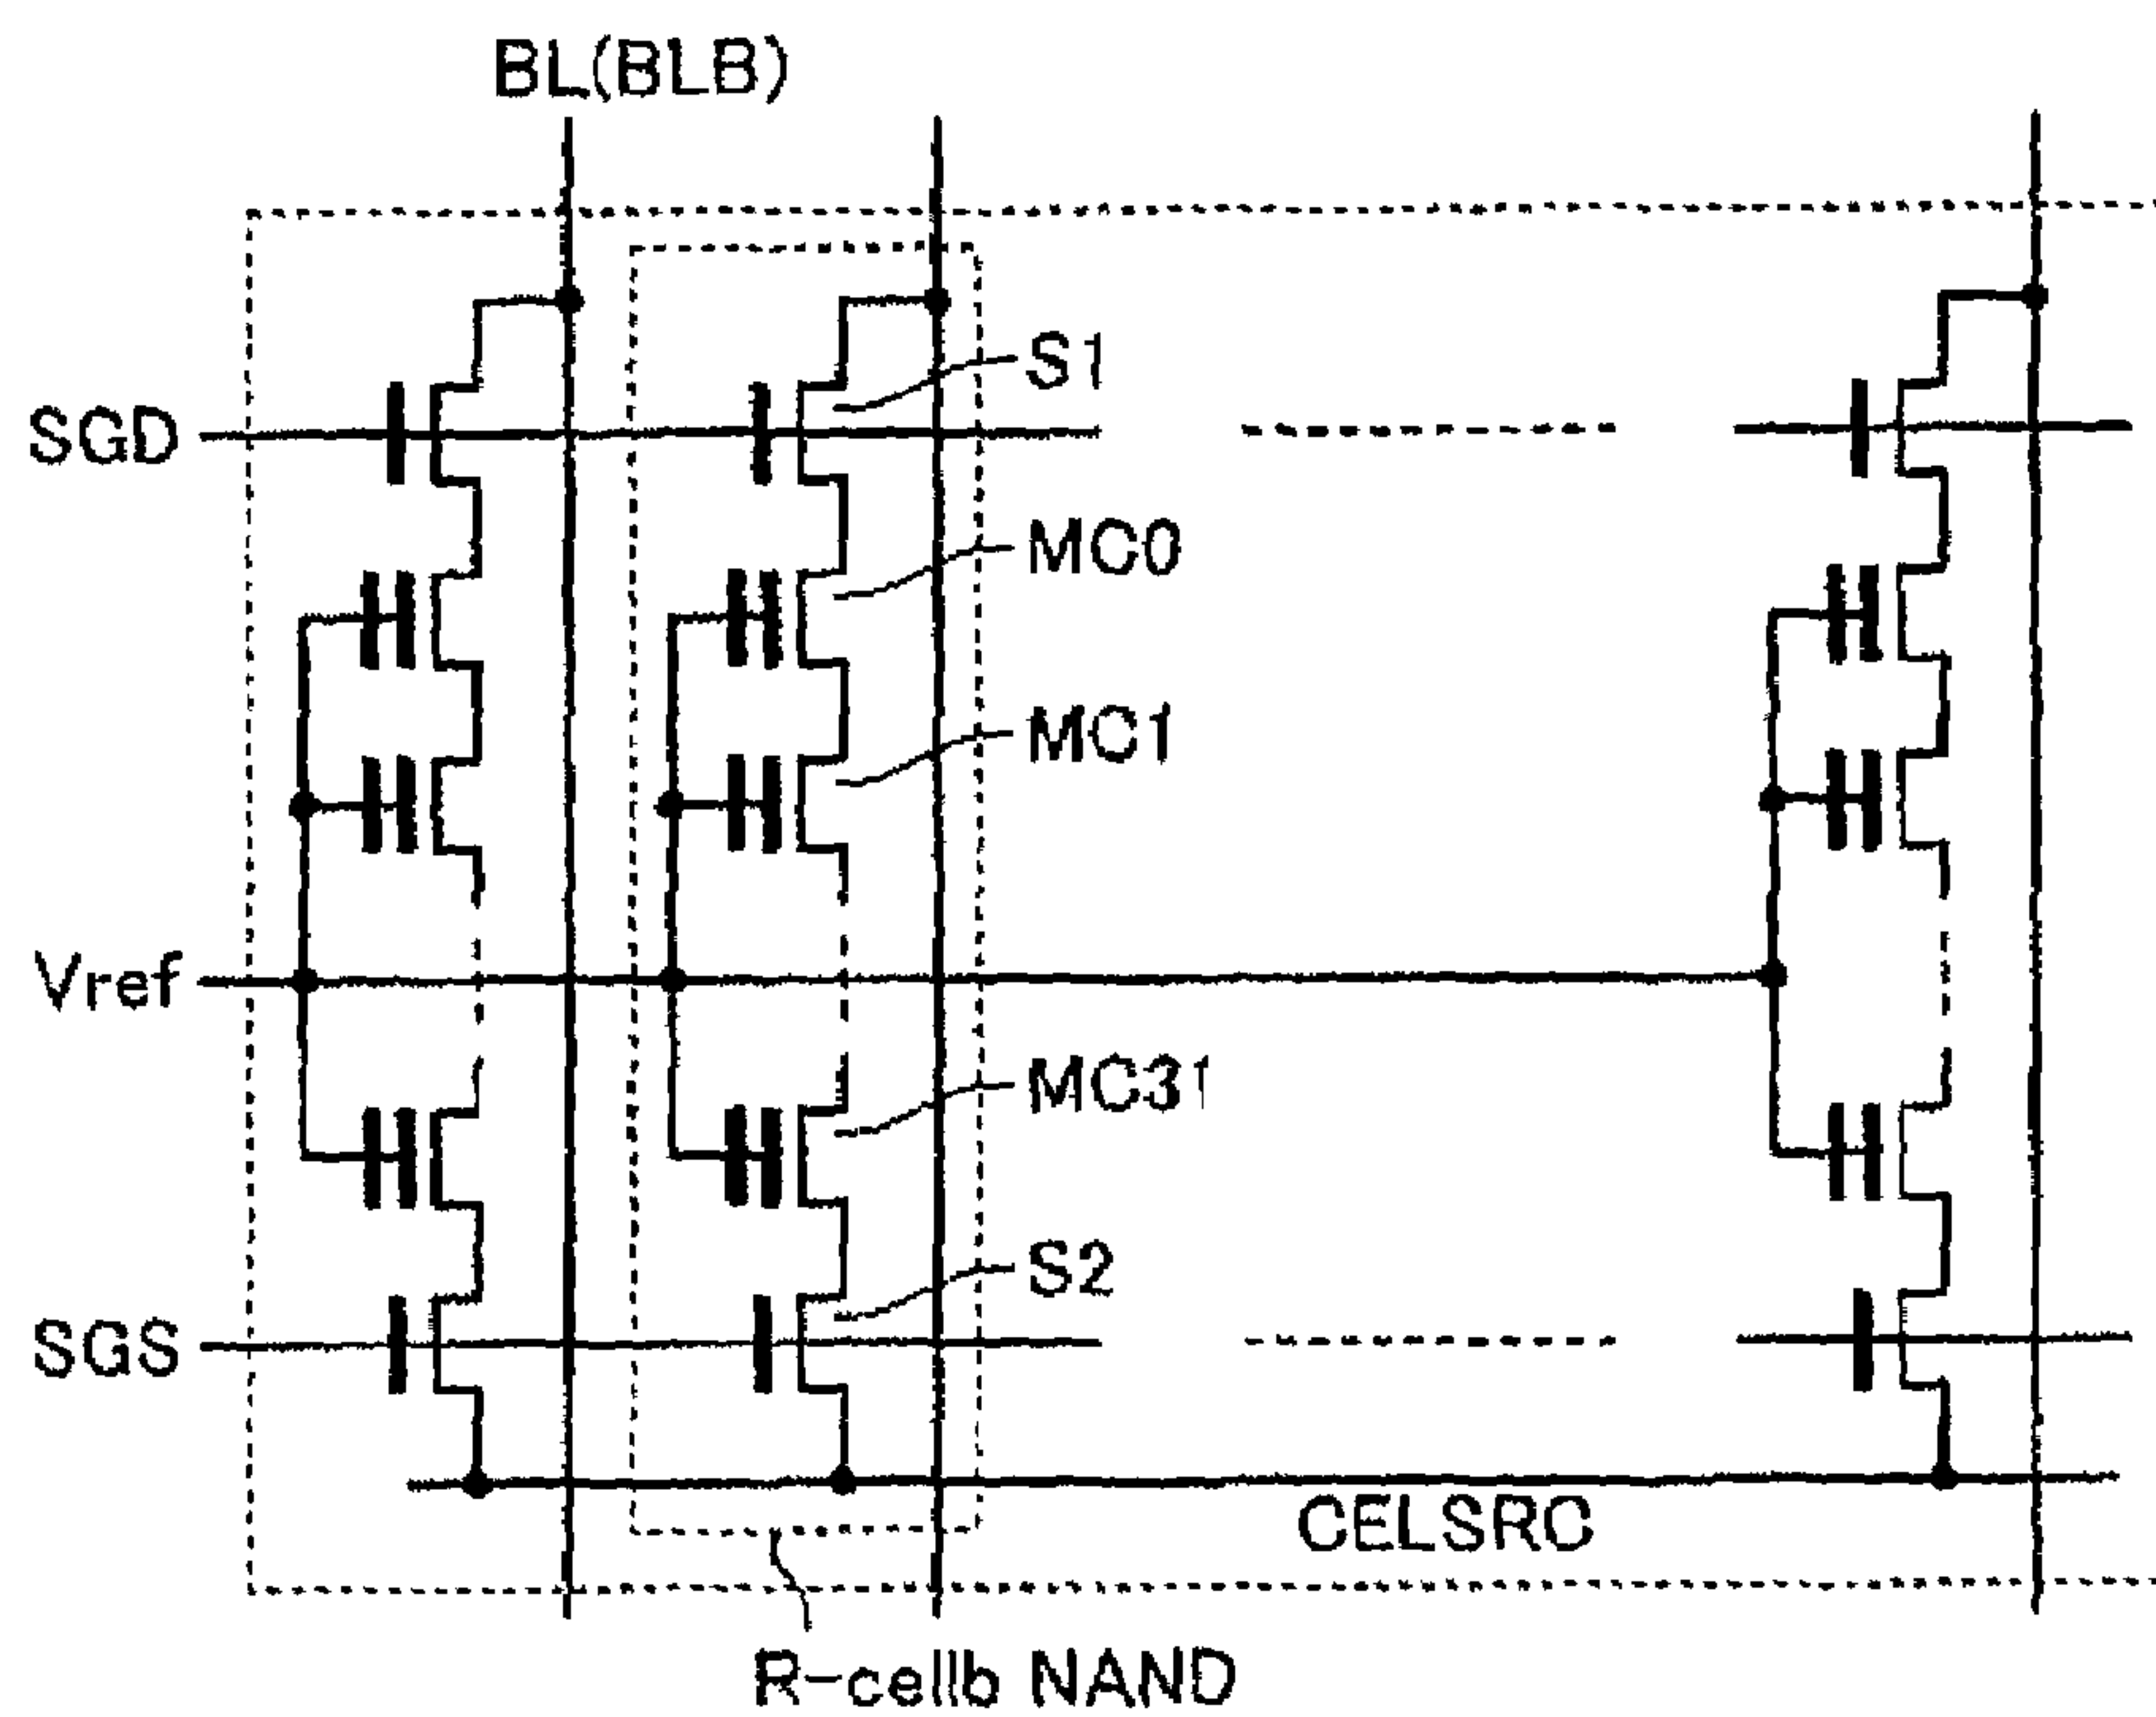 BL(BLB)
S1
SGD
MC0
MC1
Vref
MC31
S2
SGS
CELSRC
R-cellb NAND